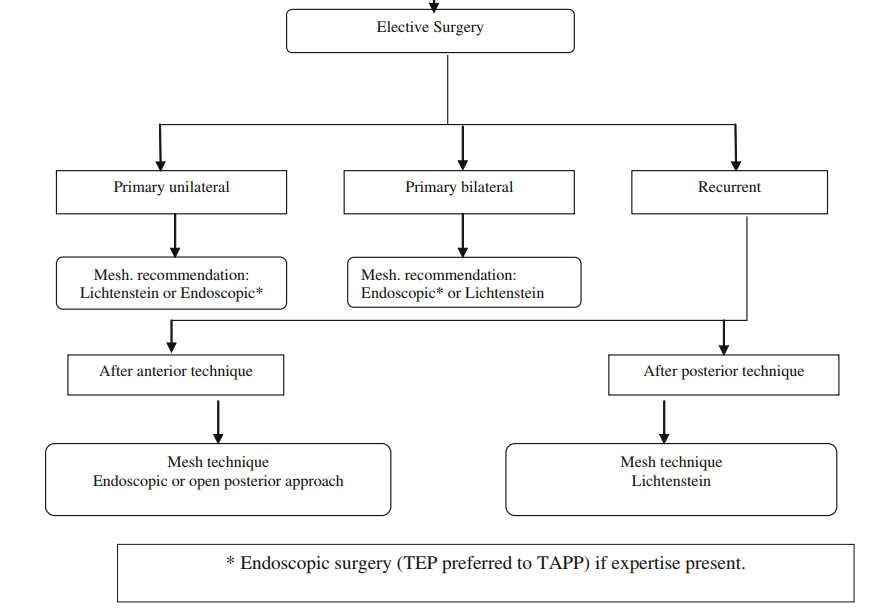 Elective Surgery
Primary unilateral
Primary bilateral
Recurrent
Mesh. recommendation:
Lichtenstein or Endoscopic*
Mesh. recommendation:
Endoscopic* or Lichtenstein
After anterior technique
After posterior technique
Mesh technique
Endoscopic or open posterior approach
Mesh technique
Lichtenstein
* Endoscopic surgery (TEP preferred to TAPP) if expertise present.